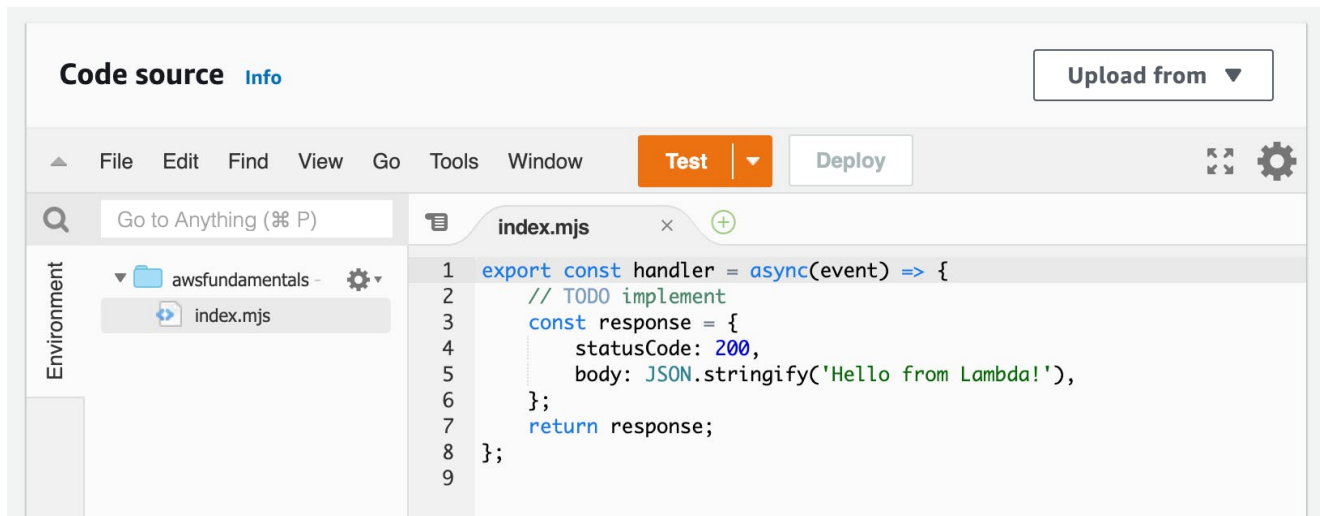 Code source Info
Upload from ▼
File Edit Find View Go Tools Window Test Deploy
Go to Anything (⌘ P)
index.mjs ×
Environment
awsfundamentals -
index.mjs
1 export const handler = async(event) => {
2     // TODO implement
3     const response = {
4         statusCode: 200,
5         body: JSON.stringify('Hello from Lambda!'),
6     };
7     return response;
8 };
9